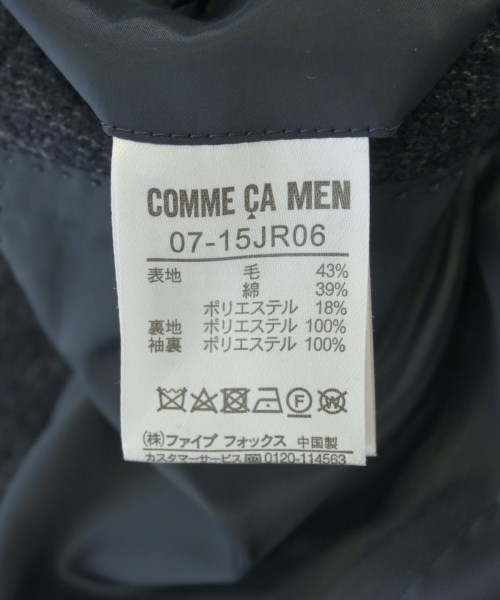 COMME ÇA MEN
07-15JR06
表地 毛 43%
綿 39%
ポリエステル 18%
裏地 ポリエステル 100%
袖裏 ポリエステル 100%
F W
(株)ファイブ フォックス 中国製
カスタマーサービス 0120-114563